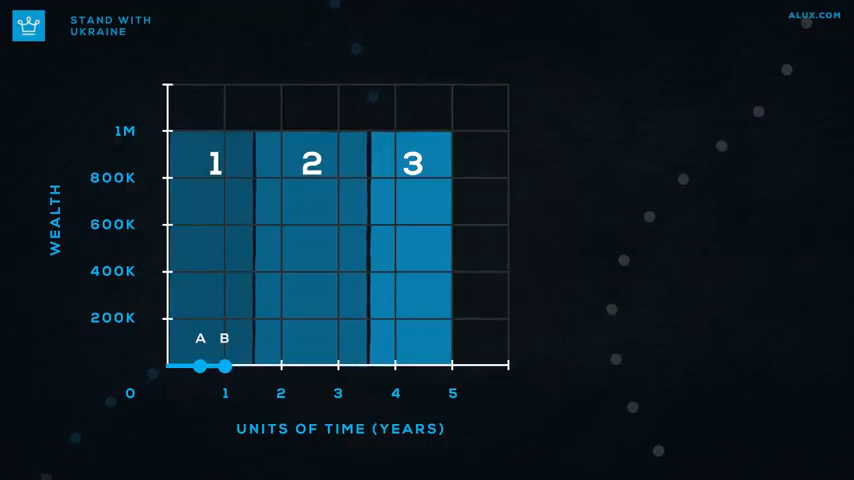 STAND WITH
UKRAINE
ALUX.COM
1M
1 2 3
800K
600K
WEALTH
400K
200K
A B
0 1 2 3 4 5
UNITS OF TIME (YEARS)